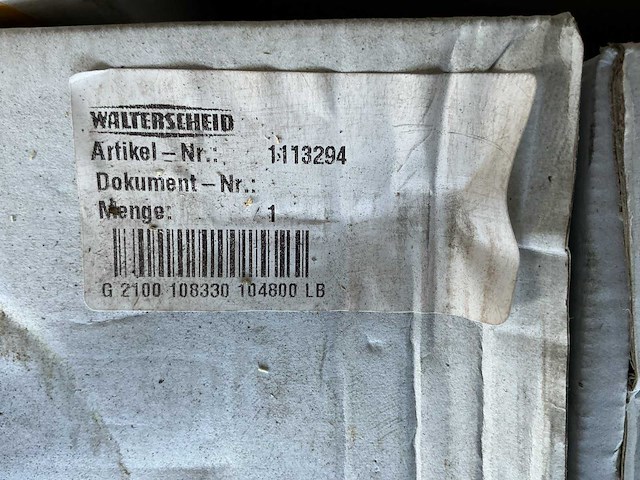 WALTERSCHEID
Artikel-Nr.: 1113294
Dokument-Nr.:
Menge: 1
G 2100 108330 104800 LB